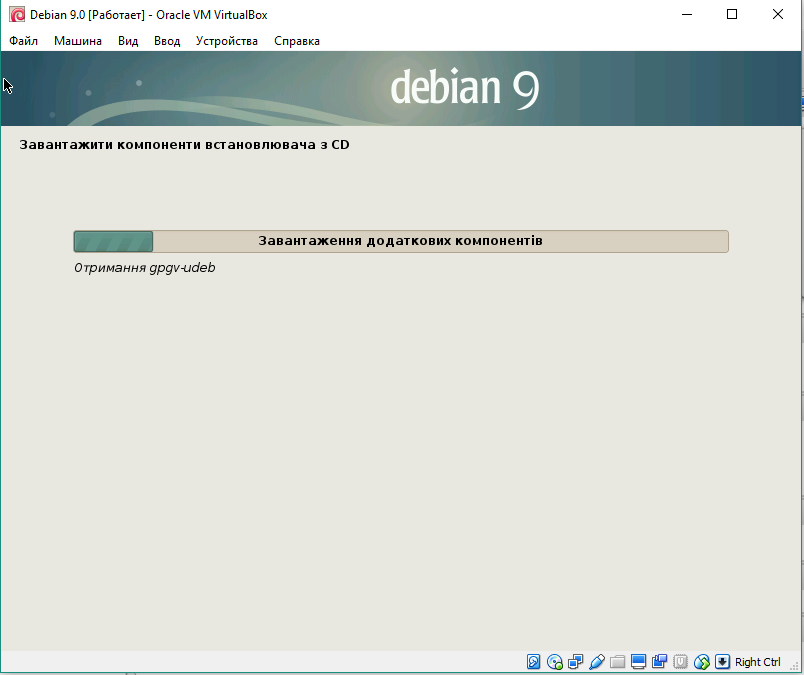 Debian 9.0 [Работает] - Oracle VM VirtualBox
Файл Машина Вид Ввод Устройства Справка
debian 9
Завантажити компоненти встановлювача з CD
Завантаження додаткових компонентів
Отримання gpgv-udeb
Right Ctrl